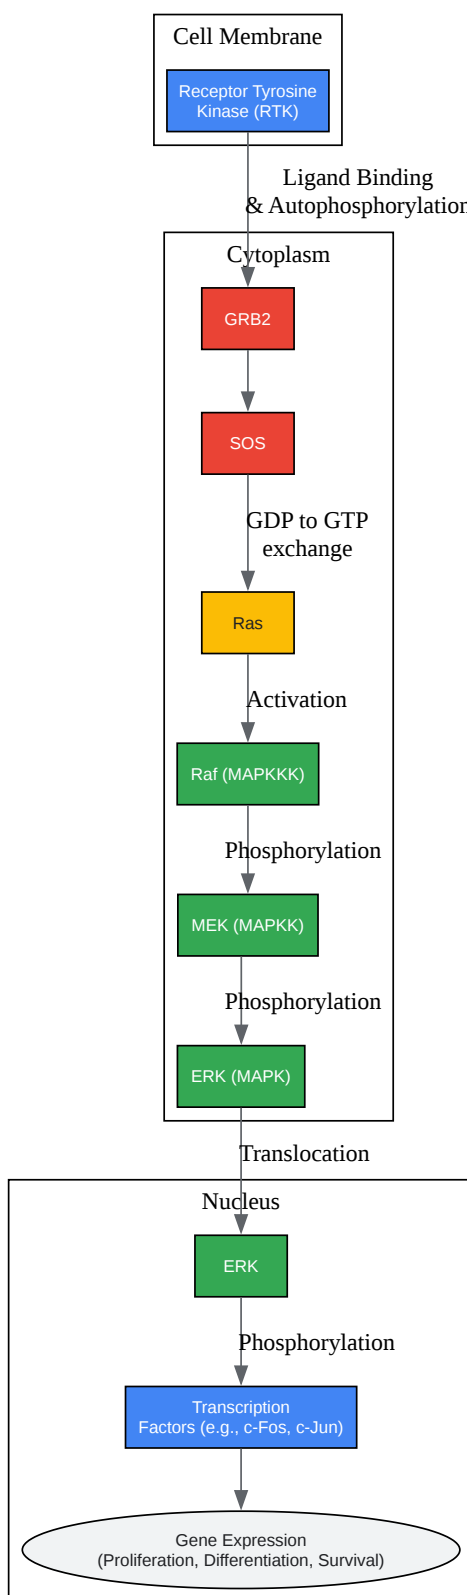 Cell Membrane
Receptor Tyrosine
Kinase (RTK)
Ligand Binding
& Autophosphorylation
Cytoplasm
GRB2
SOS
GDP to GTP
exchange
Ras
Activation
Raf (MAPKKK)
Phosphorylation
MEK (MAPKK)
Phosphorylation
ERK (MAPK)
Translocation
Nucleus
ERK
Phosphorylation
Transcription
Factors (e.g., c-Fos, c-Jun)
Gene Expression
(Proliferation, Differentiation, Survival)